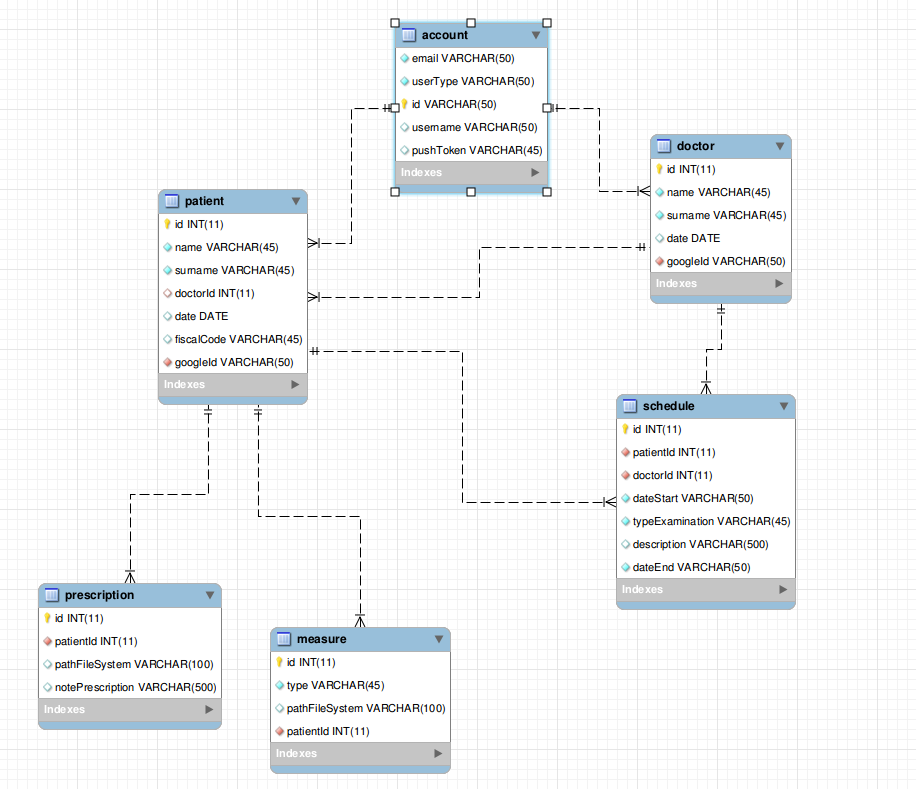 account
email VARCHAR(50)
userType VARCHAR(50)
id VARCHAR(50)
username VARCHAR(50)
pushToken VARCHAR(45)
Indexes
doctor
id INT(11)
name VARCHAR(45)
surname VARCHAR(45)
date DATE
googleId VARCHAR(50)
Indexes
patient
id INT(11)
name VARCHAR(45)
surname VARCHAR(45)
doctorId INT(11)
date DATE
fiscalCode VARCHAR(45)
googleId VARCHAR(50)
Indexes
schedule
id INT(11)
patientId INT(11)
doctorId INT(11)
dateStart VARCHAR(50)
typeExamination VARCHAR(45)
description VARCHAR(500)
dateEnd VARCHAR(50)
Indexes
prescription
id INT(11)
patientId INT(11)
pathFileSystem VARCHAR(100)
notePrescription VARCHAR(500)
Indexes
measure
id INT(11)
type VARCHAR(45)
pathFileSystem VARCHAR(100)
patientId INT(11)
Indexes